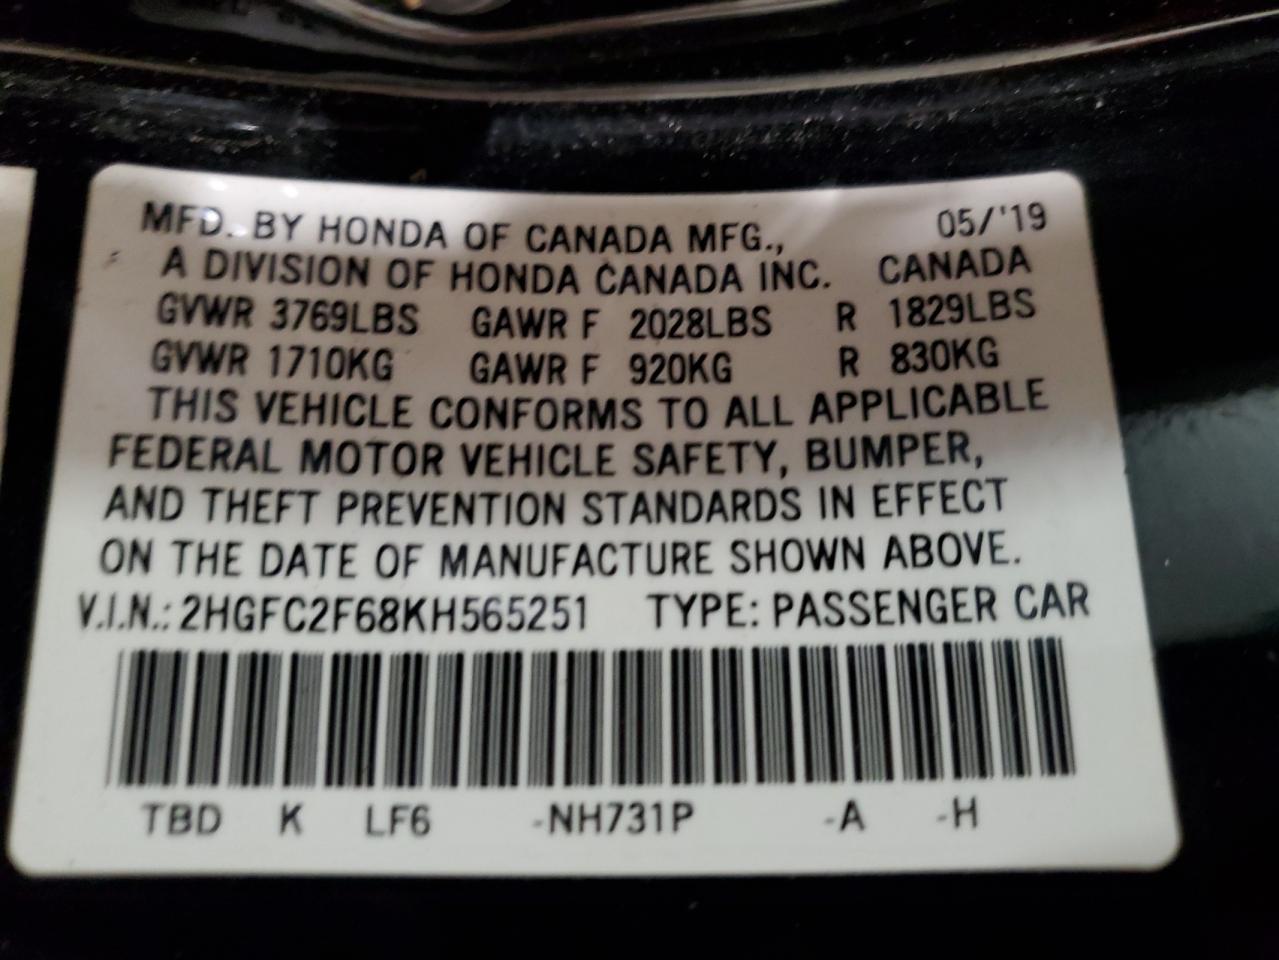 MFD. BY HONDA OF CANADA MFG., 05/'19
A DIVISION OF HONDA CANADA INC. CANADA
GVWR 3769LBS GAWR F 2028LBS R 1829LBS
GVWR 1710KG GAWR F 920KG R 830KG
THIS VEHICLE CONFORMS TO ALL APPLICABLE
FEDERAL MOTOR VEHICLE SAFETY, BUMPER,
AND THEFT PREVENTION STANDARDS IN EFFECT
ON THE DATE OF MANUFACTURE SHOWN ABOVE.
V.I.N.: 2HGFC2F68KH565251 TYPE: PASSENGER CAR
TBD K LF6 -NH731P -A -H